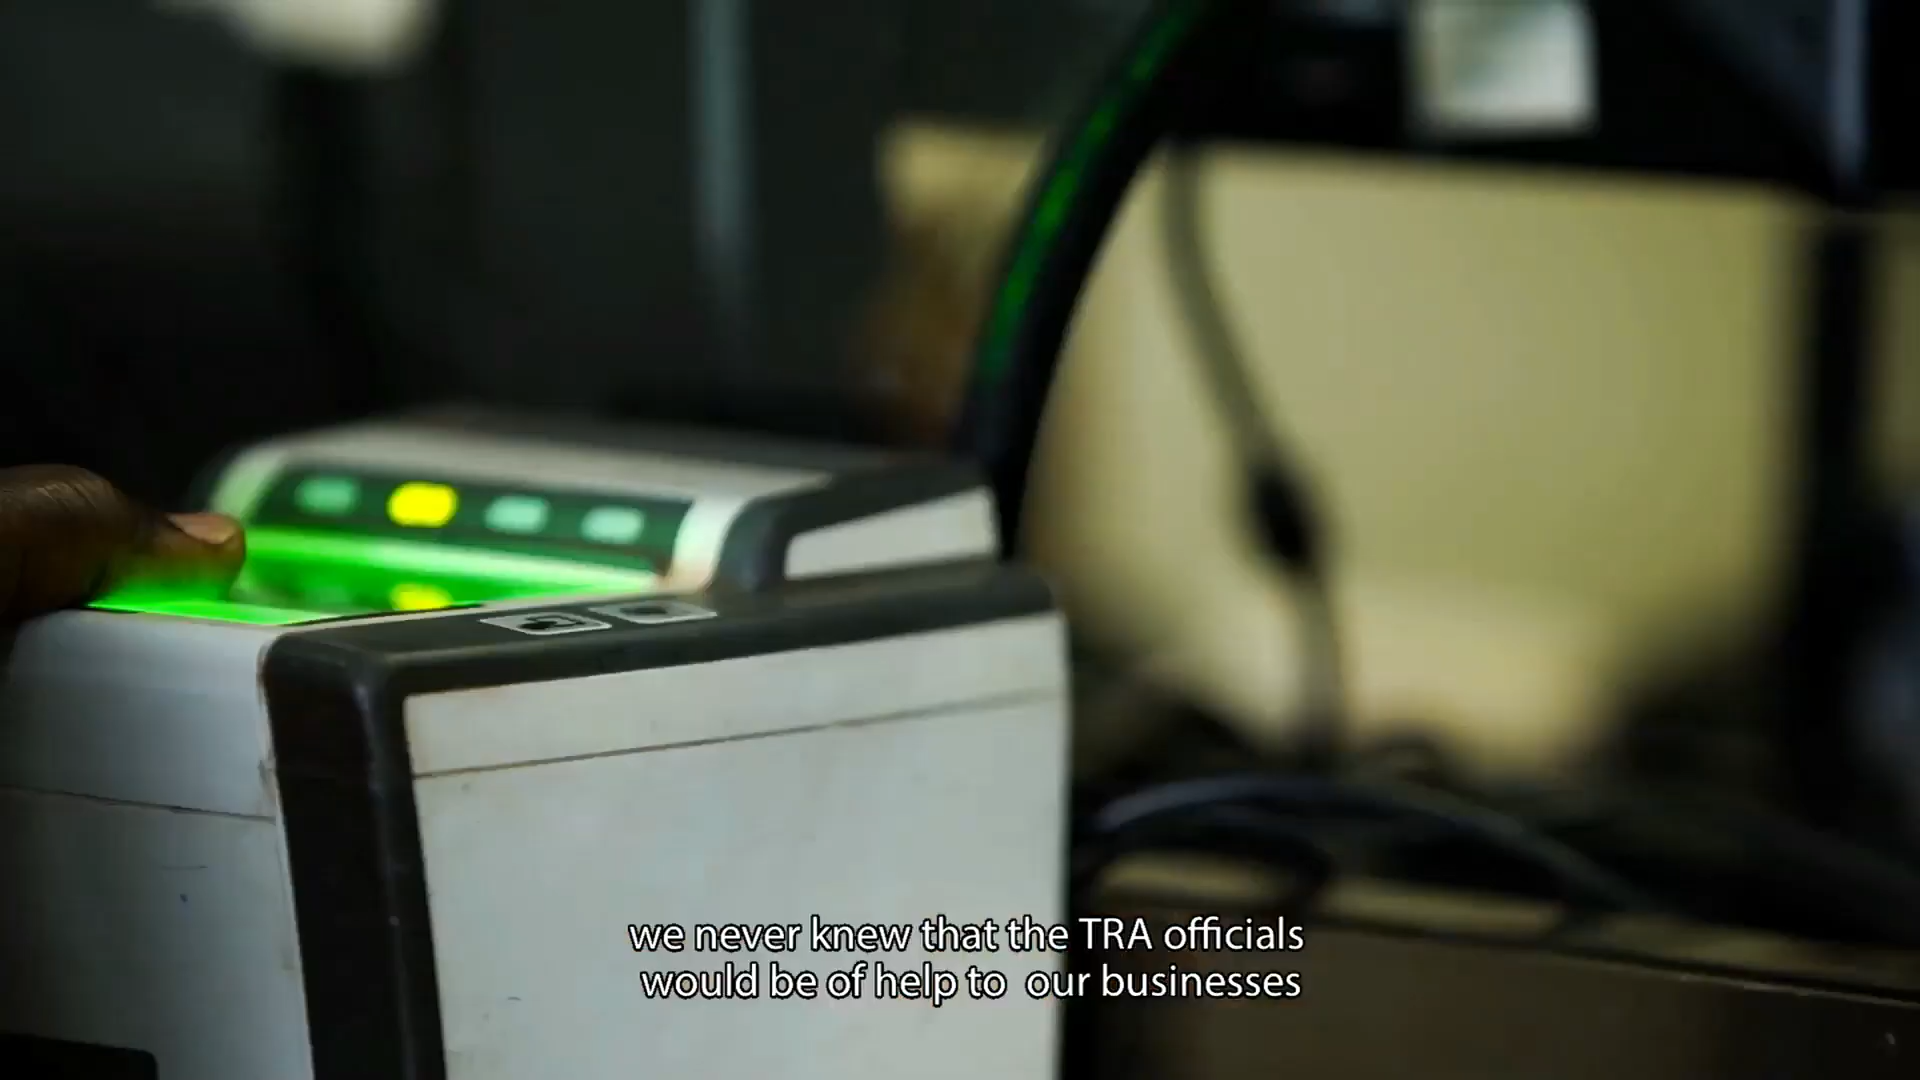 we never knew that the TRA officials
would be of help to  our businesses